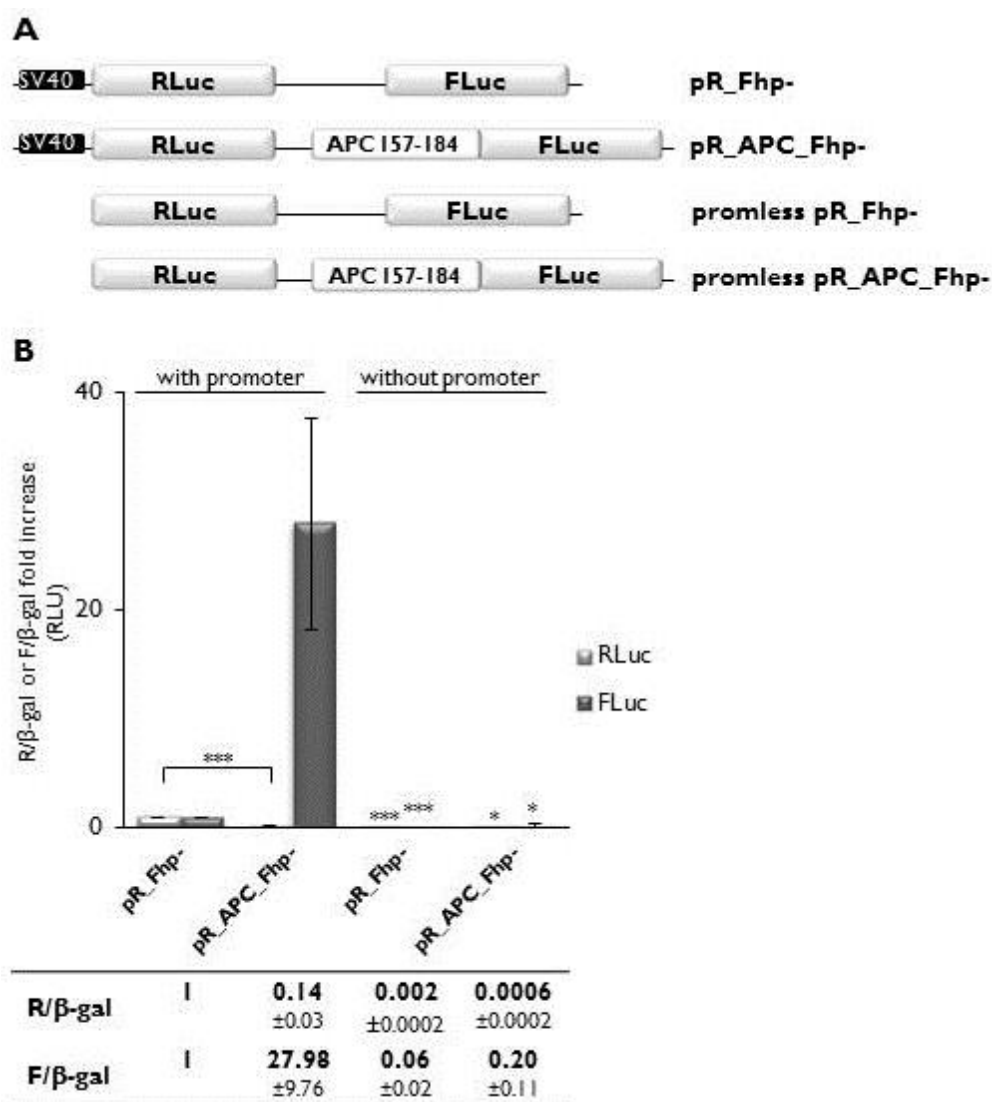 A
SV40 RLuc FLuc pR_Fhp-
SV40 RLuc APC 157-184 FLuc pR_APC_Fhp-
RLuc FLuc promless pR_Fhp-
RLuc APC 157-184 FLuc promless pR_APC_Fhp-
B
with promoter without promoter
40
20
0
R/β-gal or F/β-gal fold increase
(RLU)
***
*** *** * *
RLuc
FLuc
pR_Fhp- pR_APC_Fhp- pR_Fhp- pR_APC_Fhp-
R/β-gal 1 0.14 0.002 0.0006
±0.03 ±0.0002 ±0.0002
F/β-gal 1 27.98 0.06 0.20
±9.76 ±0.02 ±0.11